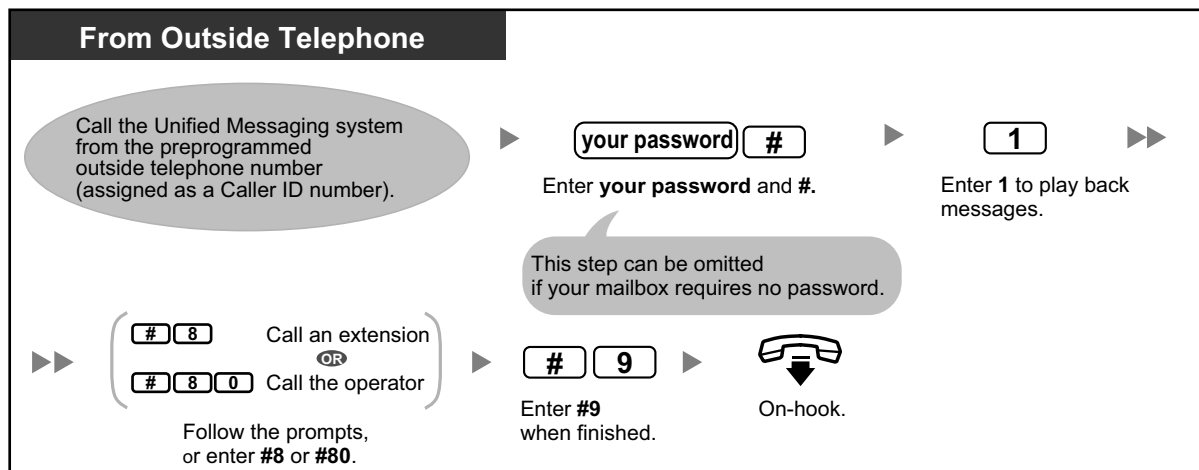 From Outside Telephone
Call the Unified Messaging system
from the preprogrammed
outside telephone number
(assigned as a Caller ID number).
your password #
Enter your password and #.
This step can be omitted
if your mailbox requires no password.
1
Enter 1 to play back
messages.
# 8 Call an extension
OR
# 8 0 Call the operator
Follow the prompts,
or enter #8 or #80.
# 9
Enter #9
when finished.
On-hook.